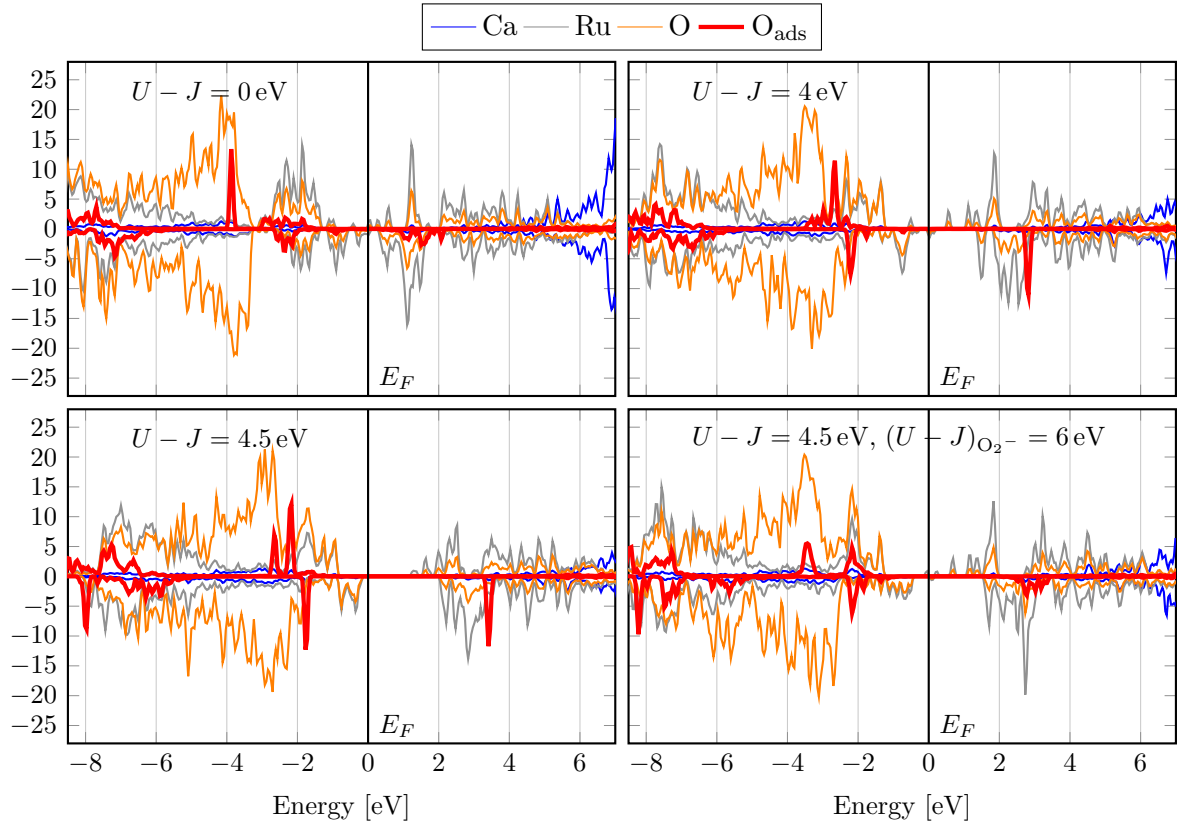 Ca Ru O O_ads
U − J = 0 eV
U − J = 4 eV
25
20
15
10
5
0
−5
−10
−15
−20
−25
E_F
E_F
U − J = 4.5 eV
U − J = 4.5 eV, (U − J)_O₂⁻ = 6 eV
25
20
15
10
5
0
−5
−10
−15
−20
−25
E_F
E_F
−8 −6 −4 −2 0 2 4 6
−8 −6 −4 −2 0 2 4 6
Energy [eV]
Energy [eV]